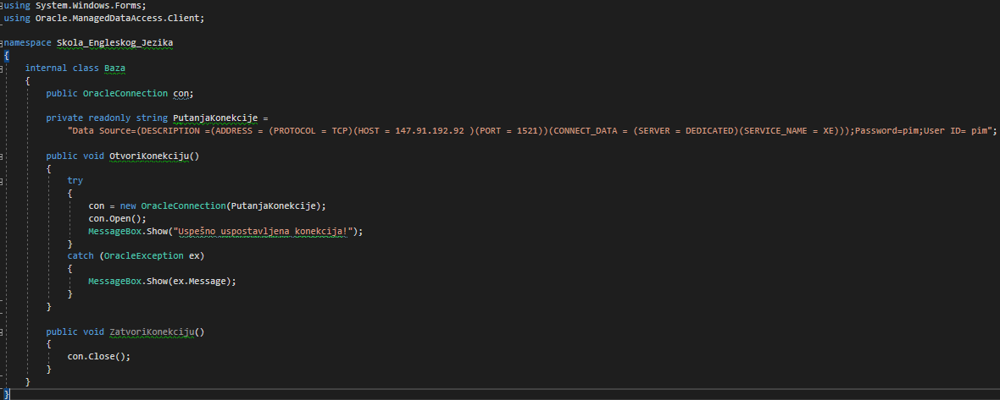 using System.Windows.Forms;
using Oracle.ManagedDataAccess.Client;
namespace Skola_Engleskog_Jezika
{
internal class Baza
{
public OracleConnection con;
private readonly string PutanjaKonekcije =
"Data Source=(DESCRIPTION =(ADDRESS = (PROTOCOL = TCP)(HOST = 147.91.192.92 )(PORT = 1521))(CONNECT_DATA = (SERVER = DEDICATED)(SERVICE_NAME = XE)));Password=pim;User ID= pim";
public void OtvoriKonekciju()
{
try
{
con = new OracleConnection(PutanjaKonekcije);
con.Open();
MessageBox.Show("Uspešno uspostavljena konekcija!");
}
catch (OracleException ex)
{
MessageBox.Show(ex.Message);
}
}
public void ZatvoriKonekciju()
{
con.Close();
}
}
}